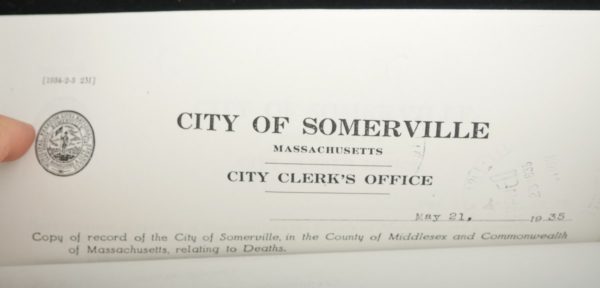 [1934-2-5 231]
CITY OF SOMERVILLE
MASSACHUSETTS
CITY CLERK'S OFFICE
May 21, 1935
Copy of record of the City of Somerville, in the County of Middlesex and Commonwealth
of Massachusetts, relating to Deaths.